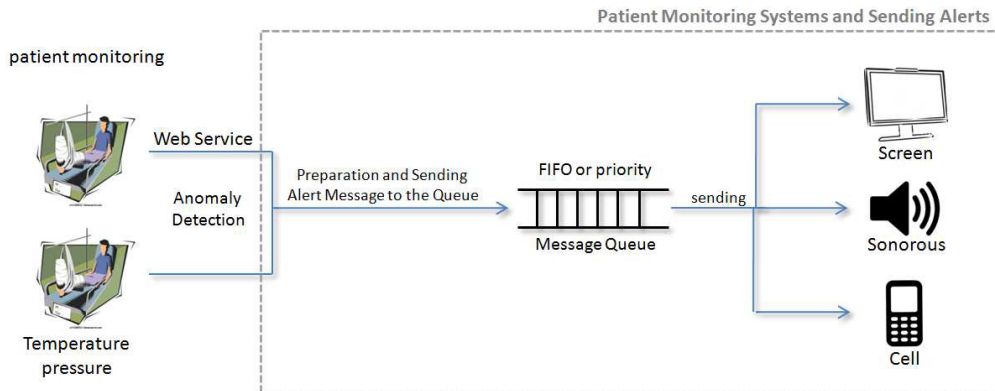 Patient Monitoring Systems and Sending Alerts
patient monitoring
Web Service
Anomaly
Detection
Temperature
pressure
Preparation and Sending
Alert Message to the Queue
FIFO or priority
Message Queue
sending
Screen
Sonorous
Cell